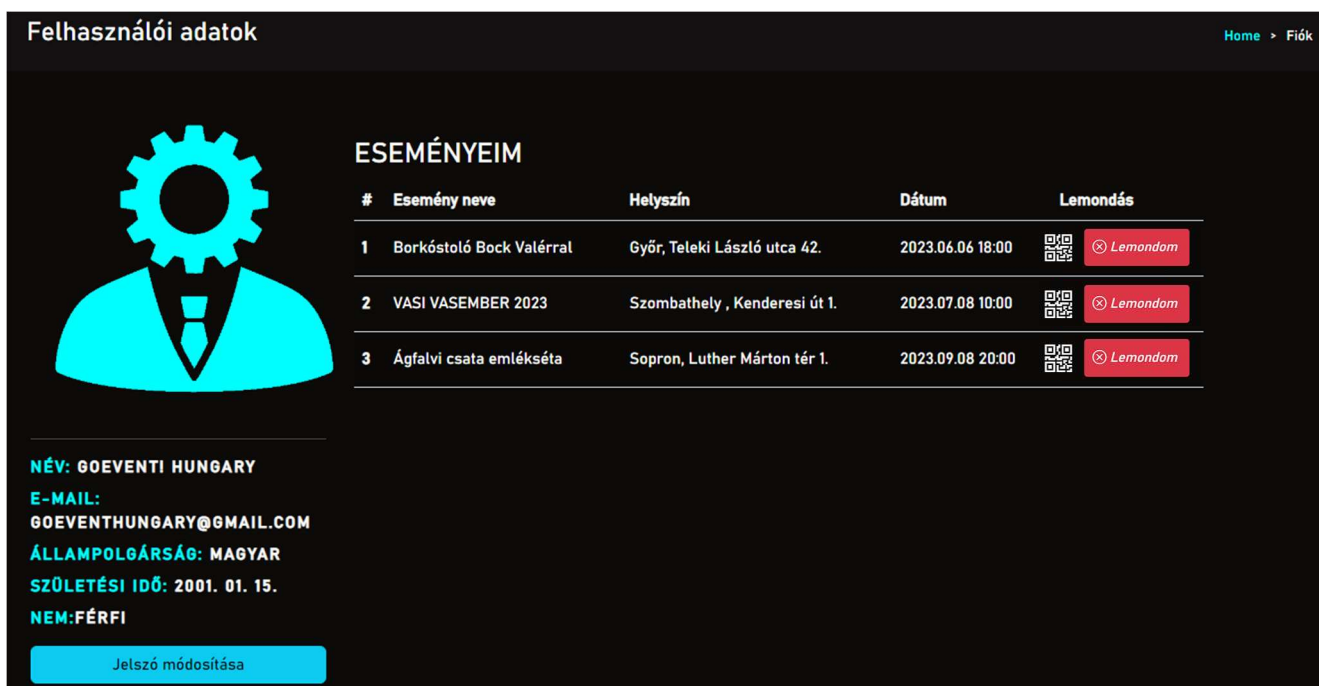 Felhasználói adatok
Home > Fiók
ESEMÉNYEIM
# Esemény neve Helyszín Dátum Lemondás
1 Borkóstoló Bock Valérral Győr, Teleki László utca 42. 2023.06.06 18:00 Lemondom
2 VASI VASEMBER 2023 Szombathely , Kenderesi út 1. 2023.07.08 10:00 Lemondom
3 Ágfalvi csata emlékséta Sopron, Luther Márton tér 1. 2023.09.08 20:00 Lemondom
NÉV: GOEVENTI HUNGARY
E-MAIL:
GOEVENTHUNGARY@GMAIL.COM
ÁLLAMPOLGÁRSÁG: MAGYAR
SZÜLETÉSI IDŐ: 2001. 01. 15.
NEM:FÉRFI
Jelszó módosítása